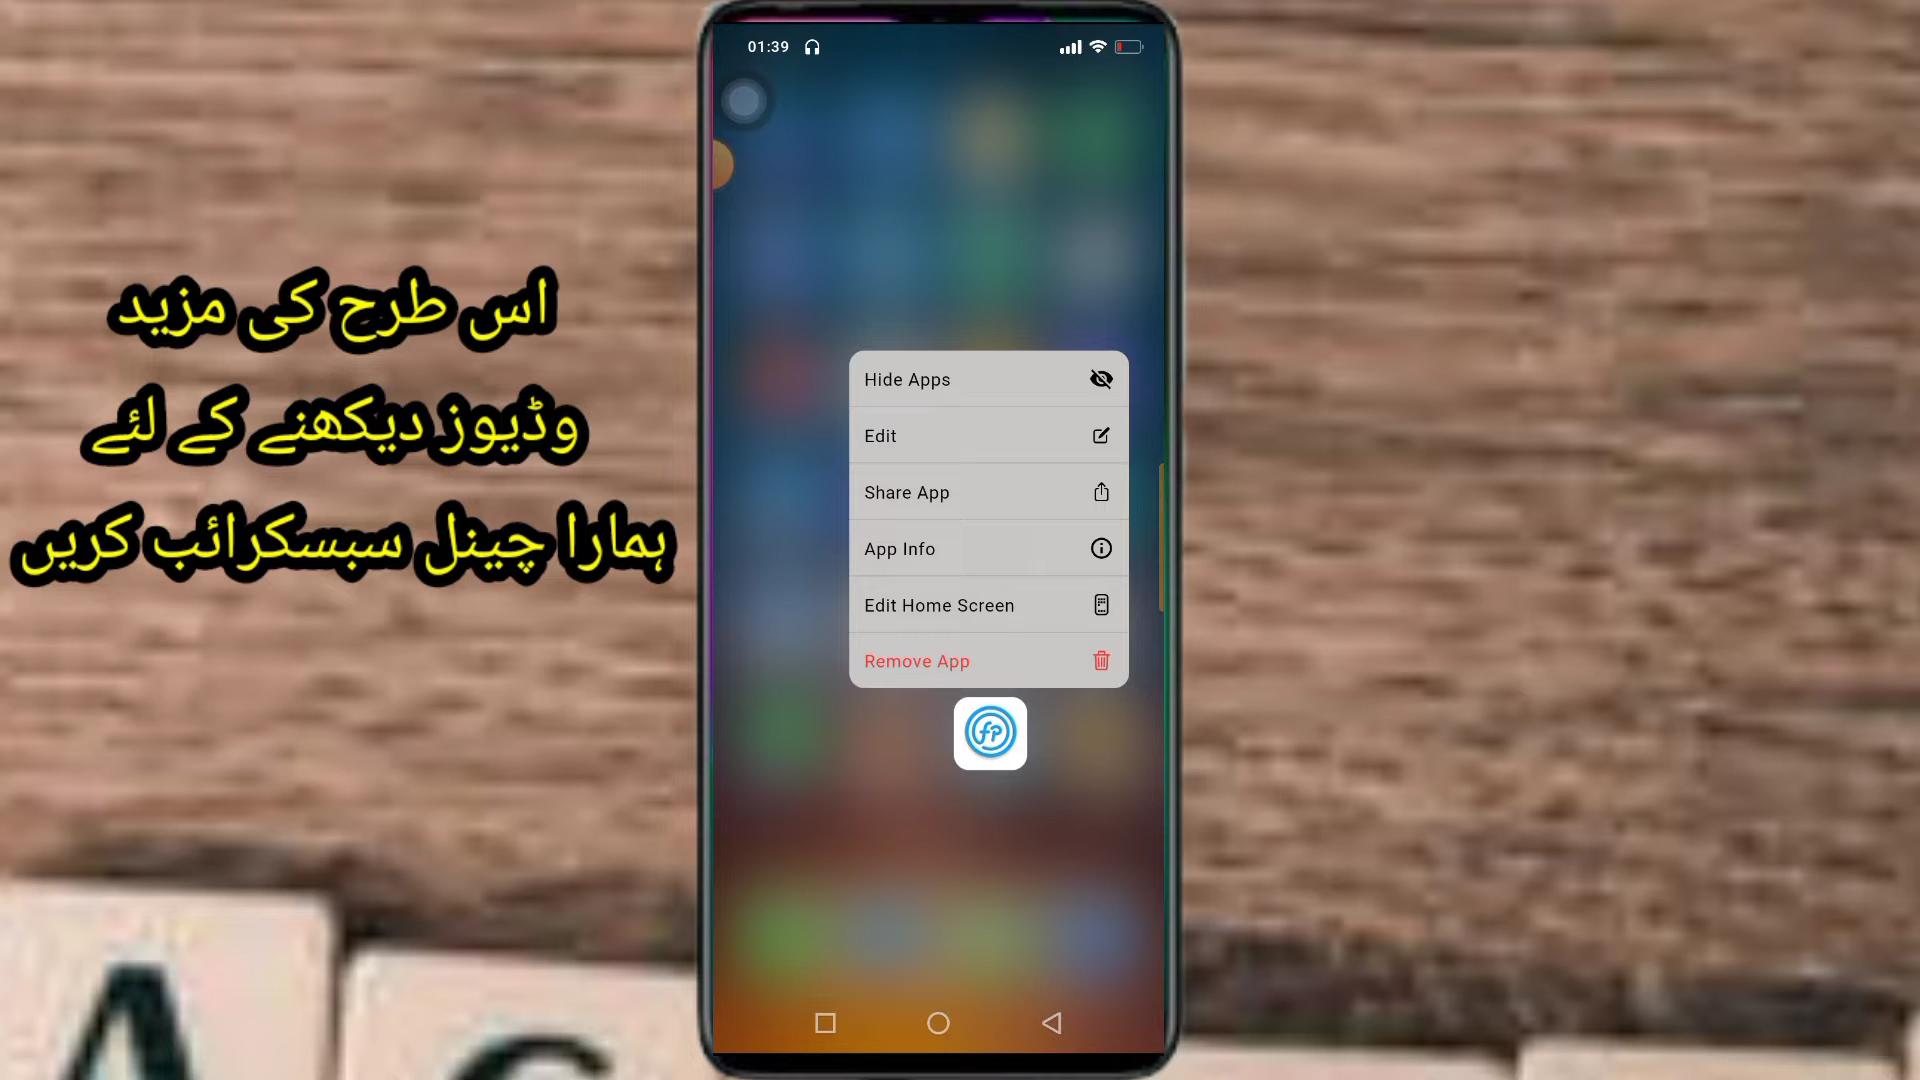 اس طرح کی مزید
وڈیوز دیکھنے کے لئے
ہمارا چینل سبسکرائب کریں
01:39
Hide Apps
Edit
Share App
App Info
Edit Home Screen
Remove App
fp
A